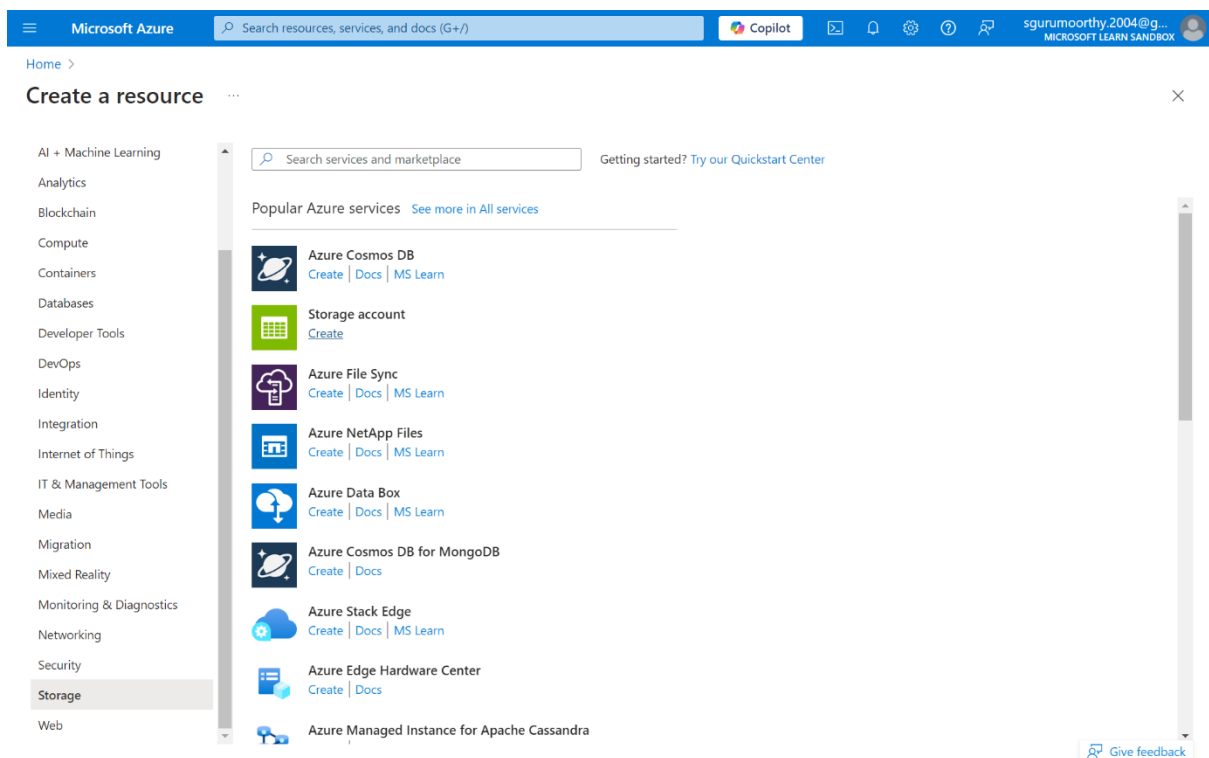 Microsoft Azure
Search resources, services, and docs (G+/)
Copilot
sgurumoorthy.2004@g...
MICROSOFT LEARN SANDBOX
Home >
Create a resource ...
AI + Machine Learning
Analytics
Blockchain
Compute
Containers
Databases
Developer Tools
DevOps
Identity
Integration
Internet of Things
IT & Management Tools
Media
Migration
Mixed Reality
Monitoring & Diagnostics
Networking
Security
Storage
Web
Search services and marketplace
Getting started? Try our Quickstart Center
Popular Azure services See more in All services
Azure Cosmos DB
Create | Docs | MS Learn
Storage account
Create
Azure File Sync
Create | Docs | MS Learn
Azure NetApp Files
Create | Docs | MS Learn
Azure Data Box
Create | Docs | MS Learn
Azure Cosmos DB for MongoDB
Create | Docs
Azure Stack Edge
Create | Docs | MS Learn
Azure Edge Hardware Center
Create | Docs
Azure Managed Instance for Apache Cassandra
Give feedback